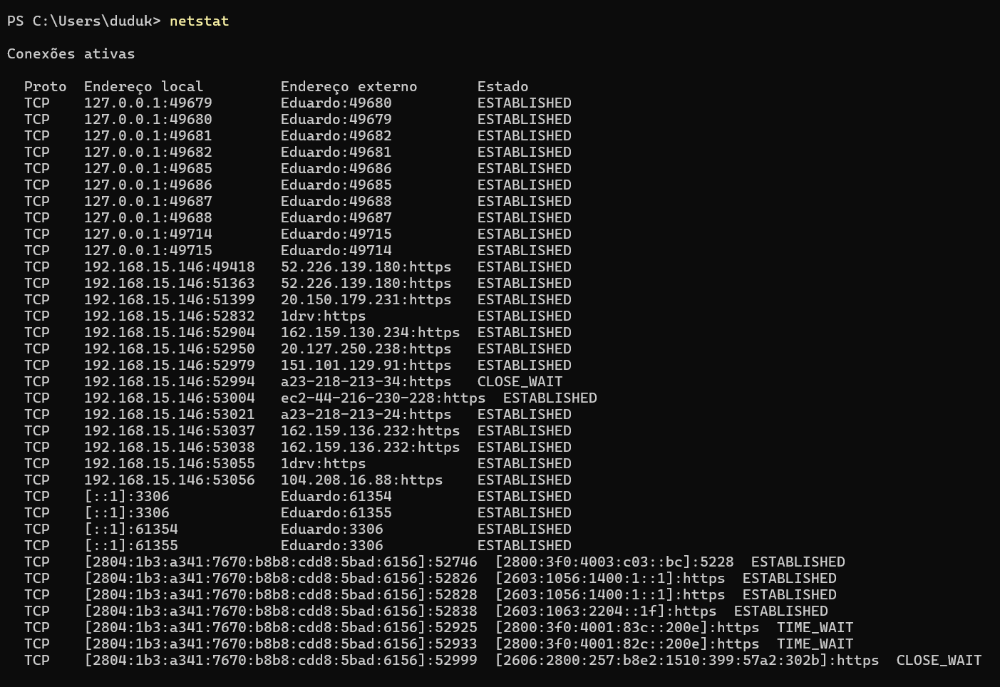 PS C:\Users\duduk> netstat
Conexões ativas
Proto  Endereço local         Endereço externo       Estado
TCP    127.0.0.1:49679        Eduardo:49680          ESTABLISHED
TCP    127.0.0.1:49680        Eduardo:49679          ESTABLISHED
TCP    127.0.0.1:49681        Eduardo:49682          ESTABLISHED
TCP    127.0.0.1:49682        Eduardo:49681          ESTABLISHED
TCP    127.0.0.1:49685        Eduardo:49686          ESTABLISHED
TCP    127.0.0.1:49686        Eduardo:49685          ESTABLISHED
TCP    127.0.0.1:49687        Eduardo:49688          ESTABLISHED
TCP    127.0.0.1:49688        Eduardo:49687          ESTABLISHED
TCP    127.0.0.1:49714        Eduardo:49715          ESTABLISHED
TCP    127.0.0.1:49715        Eduardo:49714          ESTABLISHED
TCP    192.168.15.146:49418   52.226.139.180:https   ESTABLISHED
TCP    192.168.15.146:51363   52.226.139.180:https   ESTABLISHED
TCP    192.168.15.146:51399   20.150.179.231:https   ESTABLISHED
TCP    192.168.15.146:52832   1drv:https             ESTABLISHED
TCP    192.168.15.146:52904   162.159.130.234:https  ESTABLISHED
TCP    192.168.15.146:52950   20.127.250.238:https   ESTABLISHED
TCP    192.168.15.146:52979   151.101.129.91:https   ESTABLISHED
TCP    192.168.15.146:52994   a23-218-213-34:https   CLOSE_WAIT
TCP    192.168.15.146:53004   ec2-44-216-230-228:https  ESTABLISHED
TCP    192.168.15.146:53021   a23-218-213-24:https   ESTABLISHED
TCP    192.168.15.146:53037   162.159.136.232:https  ESTABLISHED
TCP    192.168.15.146:53038   162.159.136.232:https  ESTABLISHED
TCP    192.168.15.146:53055   1drv:https             ESTABLISHED
TCP    192.168.15.146:53056   104.208.16.88:https    ESTABLISHED
TCP    [::1]:3306             Eduardo:61354          ESTABLISHED
TCP    [::1]:3306             Eduardo:61355          ESTABLISHED
TCP    [::1]:61354            Eduardo:3306           ESTABLISHED
TCP    [::1]:61355            Eduardo:3306           ESTABLISHED
TCP    [2804:1b3:a341:7670:b8b8:cdd8:5bad:6156]:52746  [2800:3f0:4003:c03::bc]:5228  ESTABLISHED
TCP    [2804:1b3:a341:7670:b8b8:cdd8:5bad:6156]:52826  [2603:1056:1400:1::1]:https  ESTABLISHED
TCP    [2804:1b3:a341:7670:b8b8:cdd8:5bad:6156]:52828  [2603:1056:1400:1::1]:https  ESTABLISHED
TCP    [2804:1b3:a341:7670:b8b8:cdd8:5bad:6156]:52838  [2603:1063:2204::1f]:https  ESTABLISHED
TCP    [2804:1b3:a341:7670:b8b8:cdd8:5bad:6156]:52925  [2800:3f0:4001:83c::200e]:https  TIME_WAIT
TCP    [2804:1b3:a341:7670:b8b8:cdd8:5bad:6156]:52933  [2800:3f0:4001:82c::200e]:https  TIME_WAIT
TCP    [2804:1b3:a341:7670:b8b8:cdd8:5bad:6156]:52999  [2606:2800:257:b8e2:1510:399:57a2:302b]:https  CLOSE_WAIT